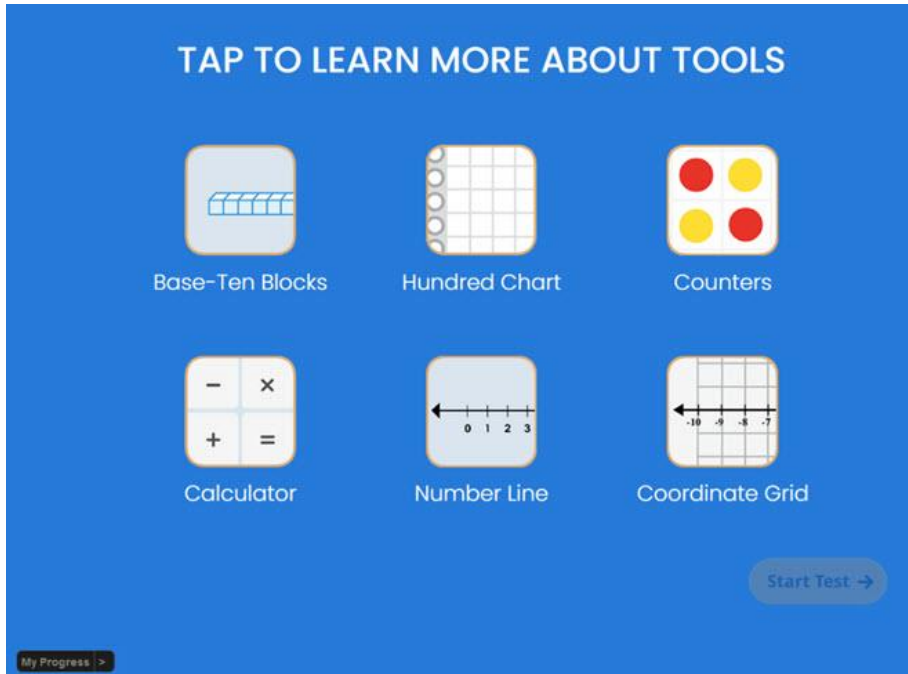 TAP TO LEARN MORE ABOUT TOOLS
Base-Ten Blocks
Hundred Chart
Counters
− ×
+ =
0 1 2 3
-10 -9 -8 -7
Calculator
Number Line
Coordinate Grid
Start Test →
My Progress >